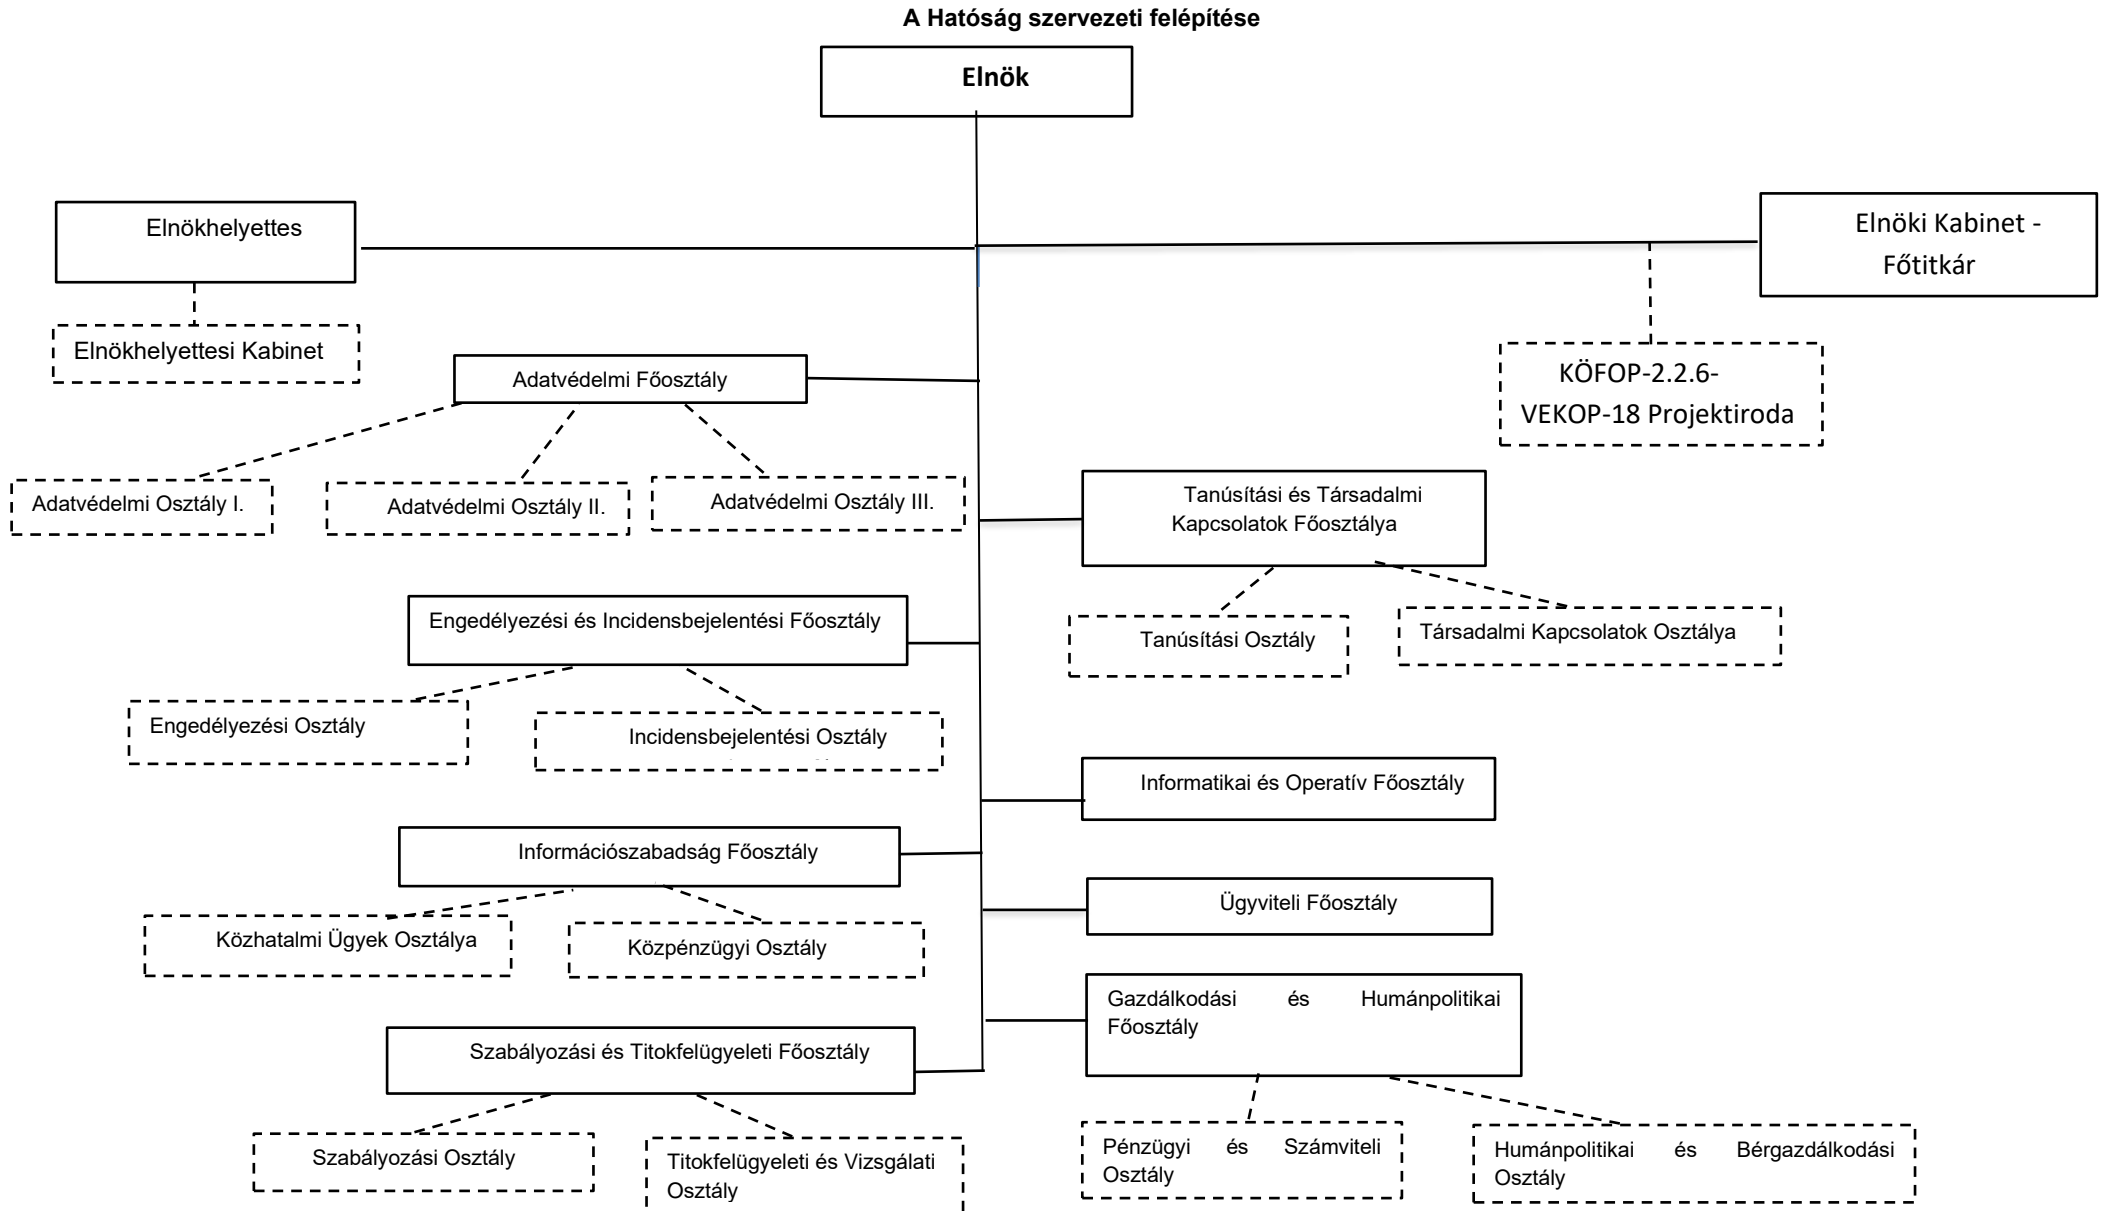 A Hatóság szervezeti felépítése
Elnök
Elnökhelyettes
Elnöki Kabinet -
Főtitkár
Elnökhelyettesi Kabinet
KÖFOP-2.2.6-
VEKOP-18 Projektiroda
Adatvédelmi Főosztály
Adatvédelmi Osztály I.
Adatvédelmi Osztály II.
Adatvédelmi Osztály III.
Tanúsítási és Társadalmi
Kapcsolatok Főosztálya
Engedélyezési és Incidensbejelentési Főosztály
Tanúsítási Osztály
Társadalmi Kapcsolatok Osztálya
Engedélyezési Osztály
Incidensbejelentési Osztály
Informatikai és Operatív Főosztály
Információszabadság Főosztály
Ügyviteli Főosztály
Közhatalmi Ügyek Osztálya
Közpénzügyi Osztály
Gazdálkodási és Humánpolitikai
Főosztály
Szabályozási és Titokfelügyeleti Főosztály
Szabályozási Osztály
Titokfelügyeleti és Vizsgálati
Osztály
Pénzügyi és Számviteli
Osztály
Humánpolitikai és Bérgazdálkodási
Osztály